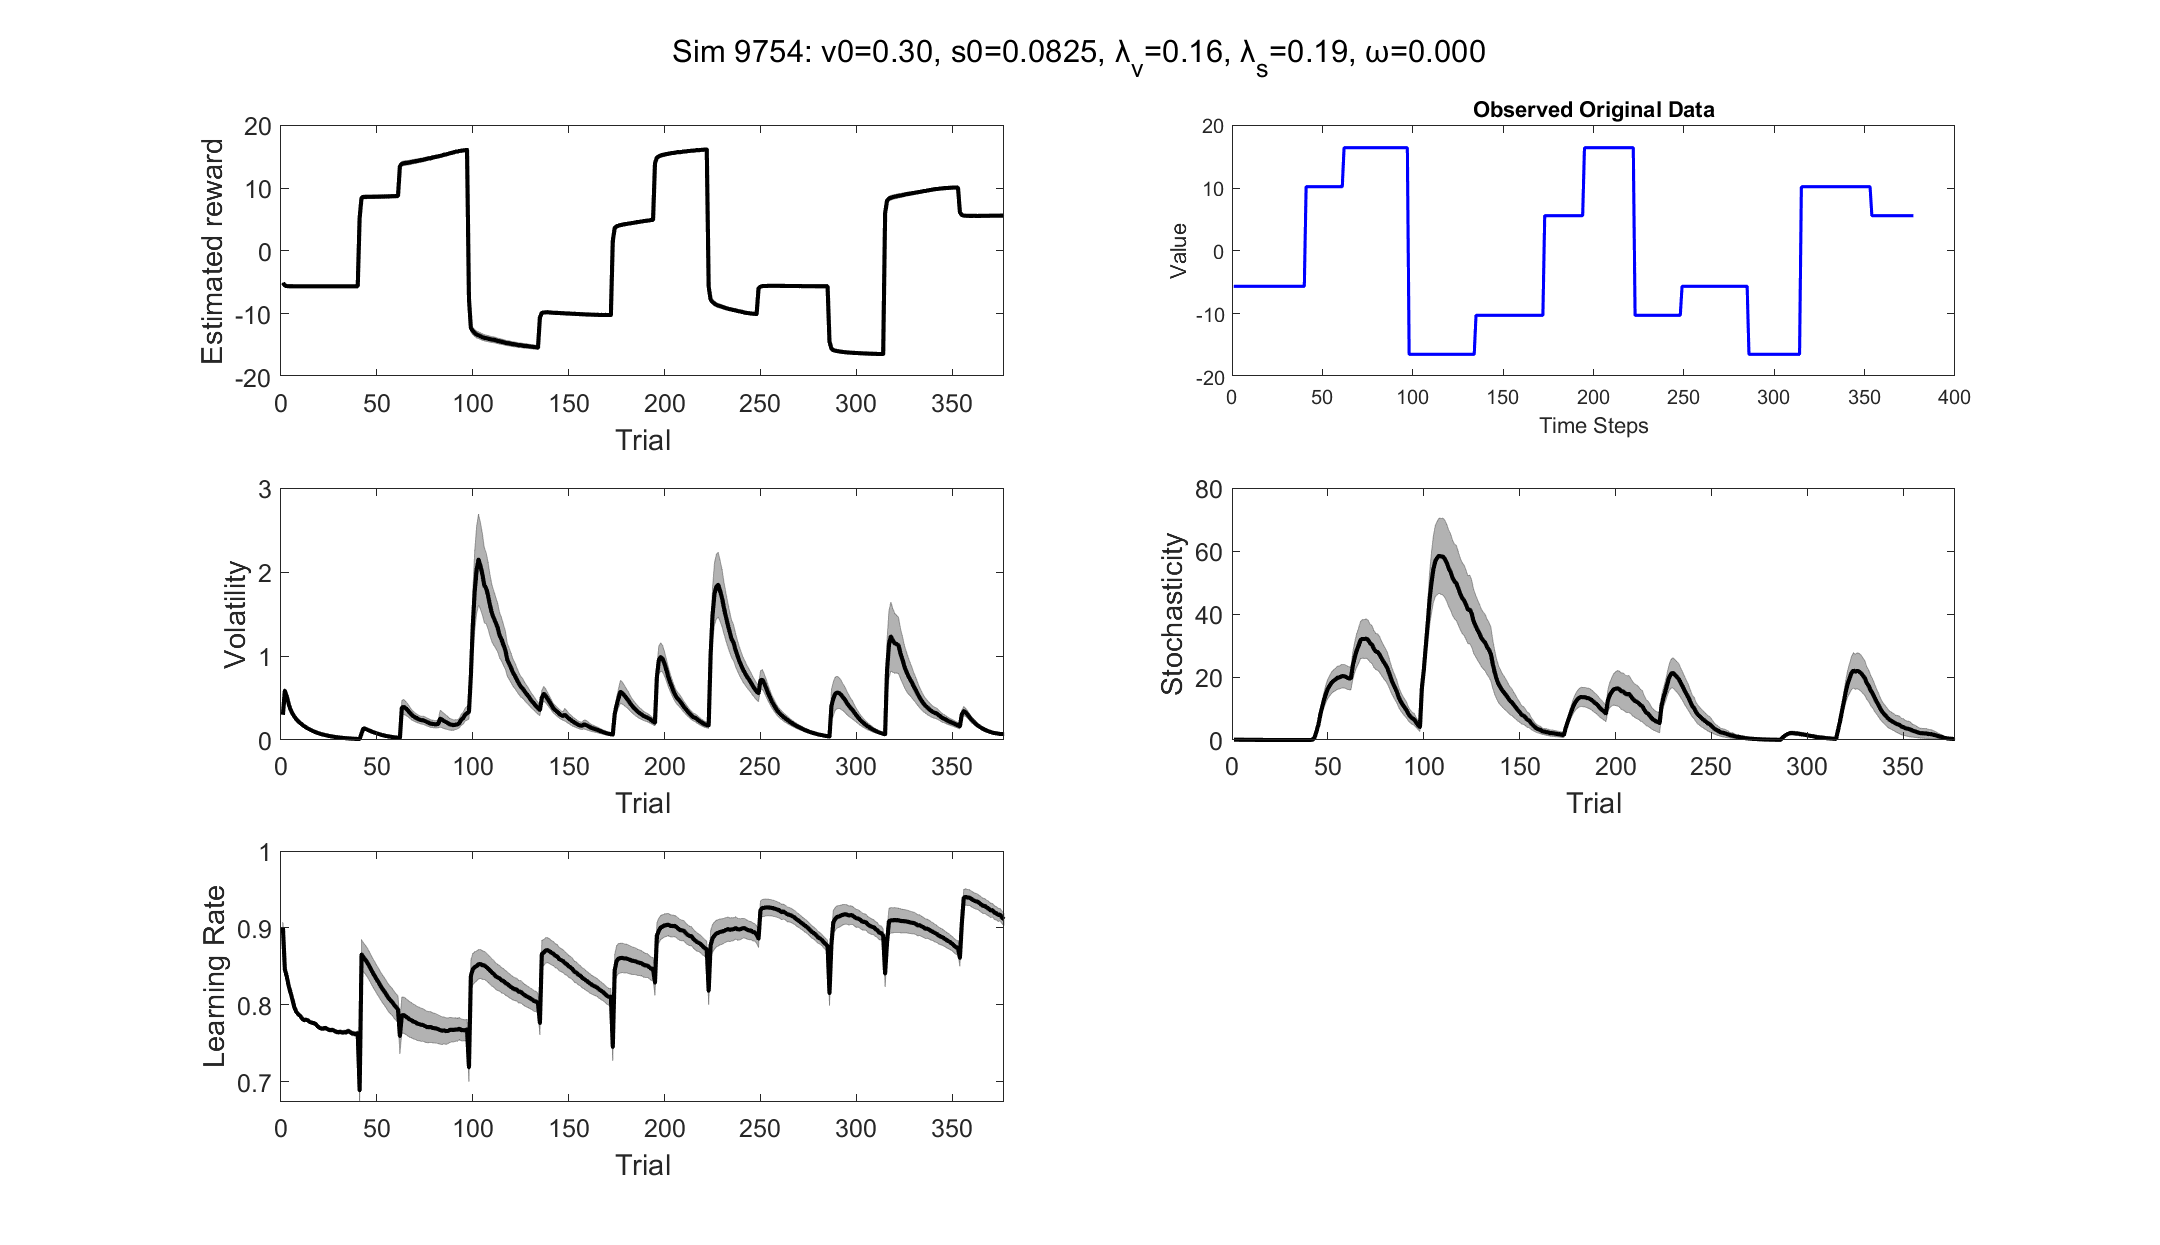 Sim 9754: v0=0.30, s0=0.0825, λ_v=0.16, λ_s=0.19, ω=0.000
20
10
0
-10
-20
Estimated reward
0 50 100 150 200 250 300 350
Trial
Observed Original Data
20
10
0
-10
-20
Value
0 50 100 150 200 250 300 350 400
Time Steps
3
2
1
0
Volatility
0 50 100 150 200 250 300 350
Trial
80
60
40
20
0
Stochasticity
0 50 100 150 200 250 300 350
Trial
1
0.9
0.8
0.7
Learning Rate
0 50 100 150 200 250 300 350
Trial